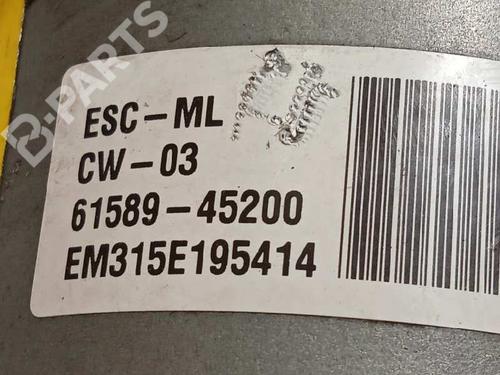 B-PARTS
ESC-ML
CW-03
61589-45200
EM315E195414